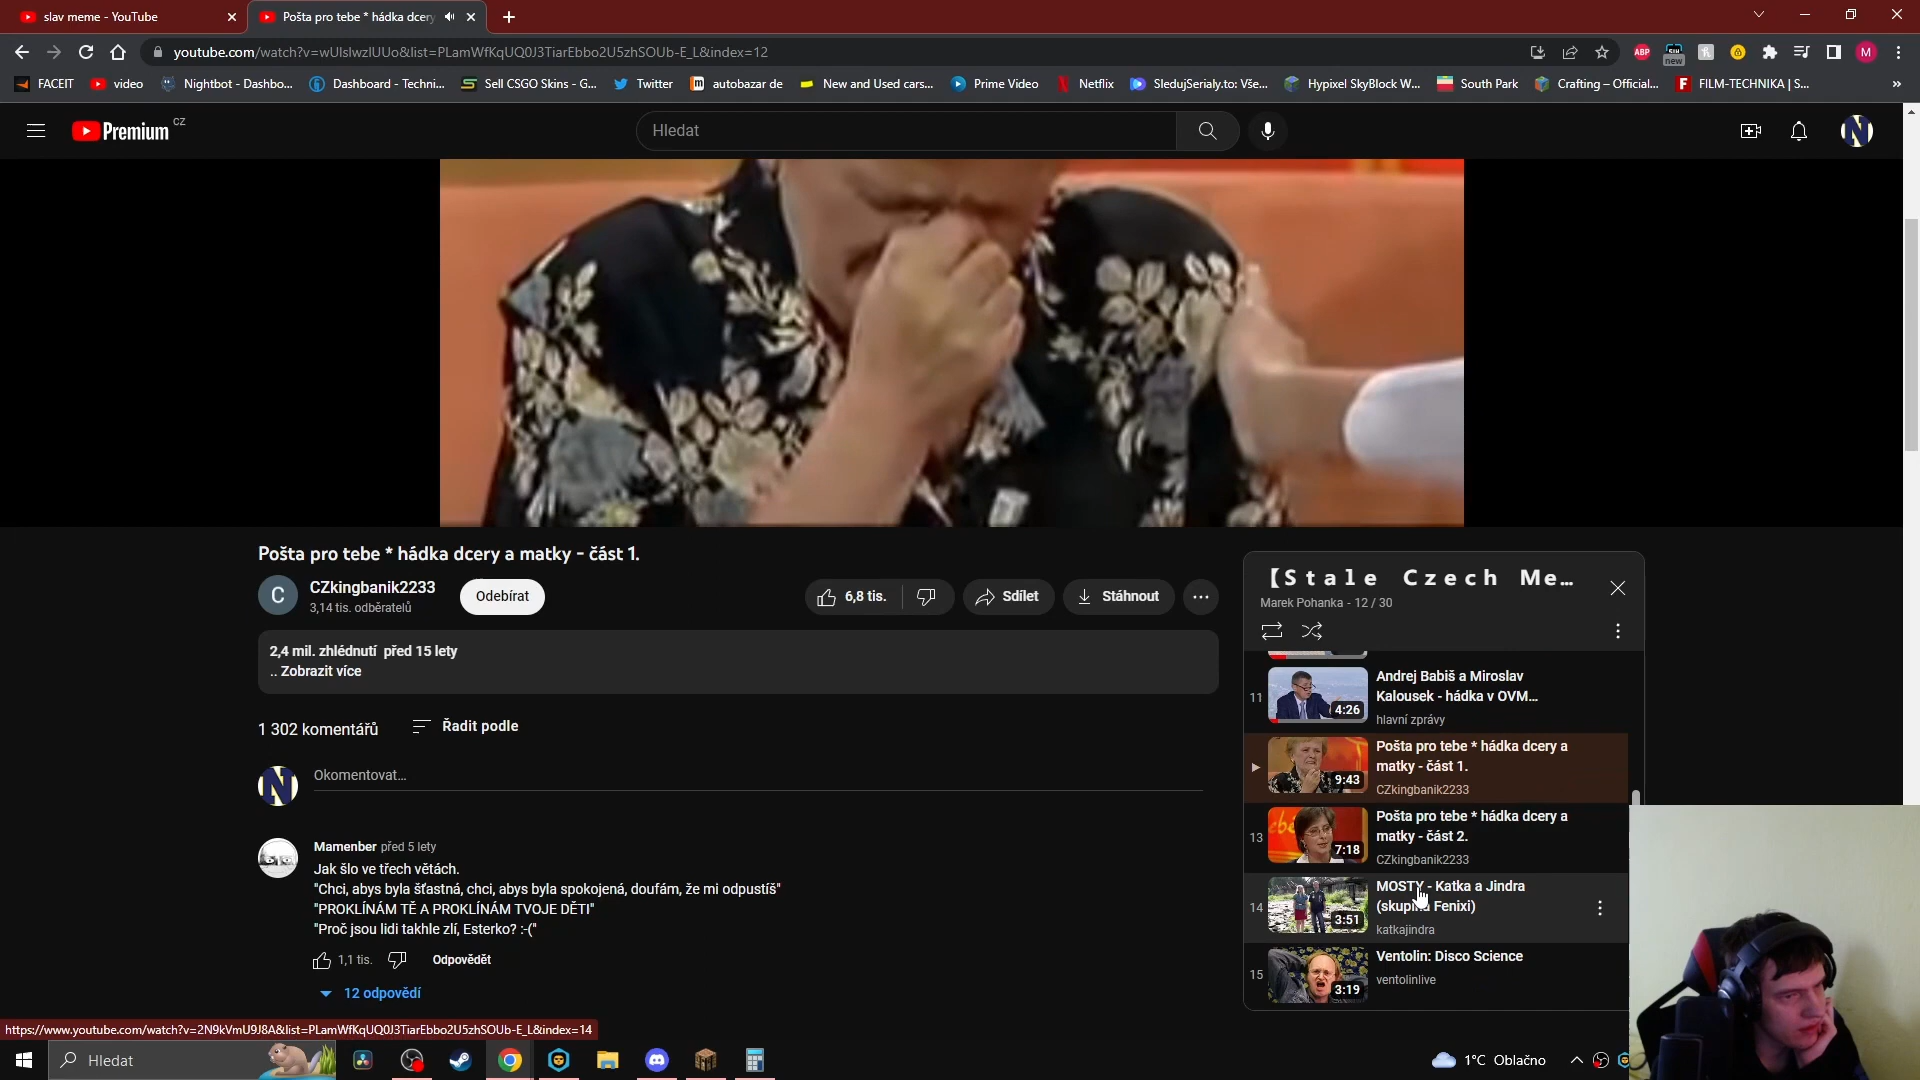 slav meme - YouTube
Pošta pro tebe * hádka dcery
youtube.com/watch?v=wUIslwzlUUo&list=PLamWfKqUQ0J3TiarEbbo2U5zhSOUb-E_L&index=12
ABP
new
M
FACEIT
video
Nightbot - Dashbo...
Dashboard - Techni...
Sell CSGO Skins - G...
Twitter
autobazar de
New and Used cars...
Prime Video
Netflix
SledujSerialy.to: Vše...
Hypixel SkyBlock W...
South Park
Crafting – Official...
FILM-TECHNIKA | S...
»
Premium CZ
Hledat
N
Pošta pro tebe * hádka dcery a matky - část 1.
C
CZkingbanik2233
3,14 tis. odběratelů
Odebírat
6,8 tis.
Sdílet
Stáhnout
2,4 mil. zhlédnutí před 15 lety
.. Zobrazit více
1 302 komentářů
Řadit podle
N
Okomentovat...
Mamenber před 5 lety
Jak šlo ve třech větách.
"Chci, abys byla šťastná, chci, abys byla spokojená, doufám, že mi odpustíš"
"PROKLÍNÁM TĚ A PROKLÍNÁM TVOJE DĚTI"
"Proč jsou lidi takhle zlí, Esterko? :-("
1,1 tis.
Odpovědět
12 odpovědí
【S t a l e C z e c h M e...
Marek Pohanka - 12 / 30
11
4:26
Andrej Babiš a Miroslav
Kalousek - hádka v OVM...
hlavní zprávy
9:43
Pošta pro tebe * hádka dcery a
matky - část 1.
CZkingbanik2233
13
7:18
Pošta pro tebe * hádka dcery a
matky - část 2.
CZkingbanik2233
14
3:51
MOSTY - Katka a Jindra
(skupina Fenixi)
katkajindra
15
3:19
Ventolin: Disco Science
ventolinlive
https://www.youtube.com/watch?v=2N9kVmU9J8A&list=PLamWfKqUQ0J3TiarEbbo2U5zhSOUb-E_L&index=14
Hledat
1°C Oblačno